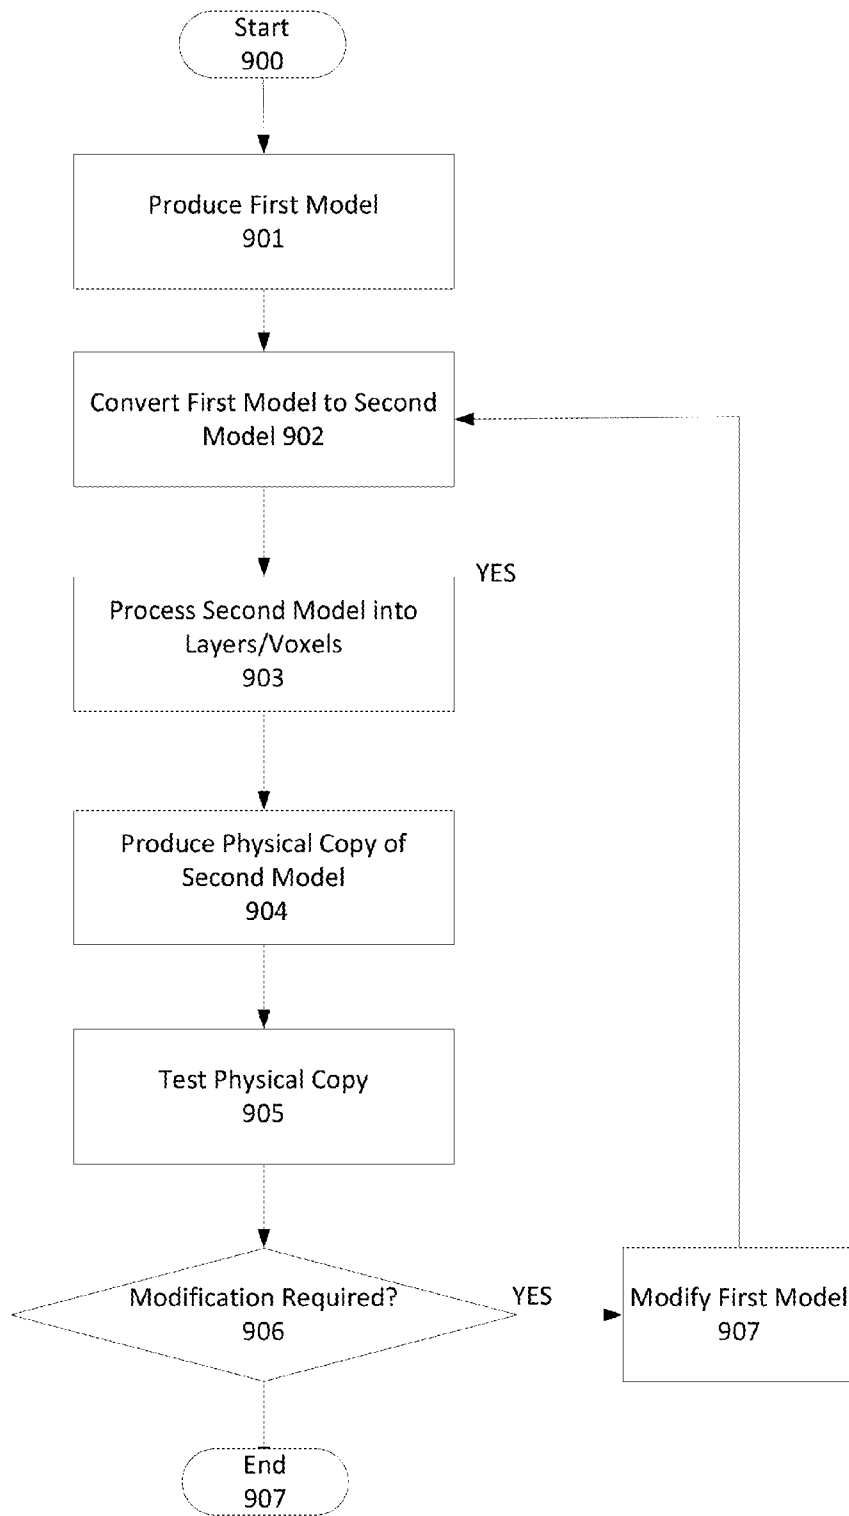 Start
900
Produce First Model
901
Convert First Model to Second
Model 902
YES
Process Second Model into
Layers/Voxels
903
Produce Physical Copy of
Second Model
904
Test Physical Copy
905
Modification Required?
906
YES
Modify First Model
907
End
907